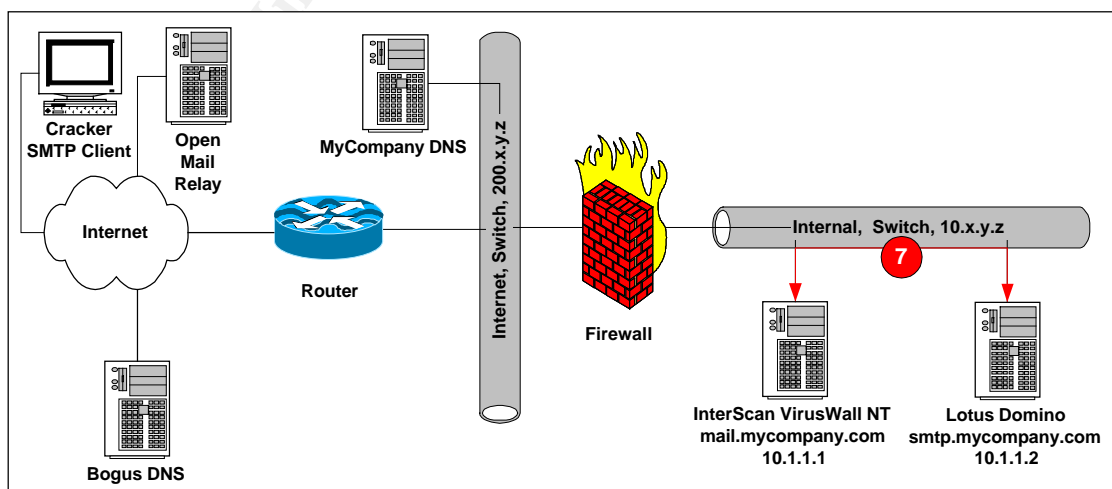 Cracker
SMTP Client
Open
Mail
Relay
MyCompany DNS
Internet, Switch, 200.x.y.z
Internal, Switch, 10.x.y.z
7
Internet
Router
Firewall
InterScan VirusWall NT
mail.mycompany.com
10.1.1.1
Lotus Domino
smtp.mycompany.com
10.1.1.2
Bogus DNS